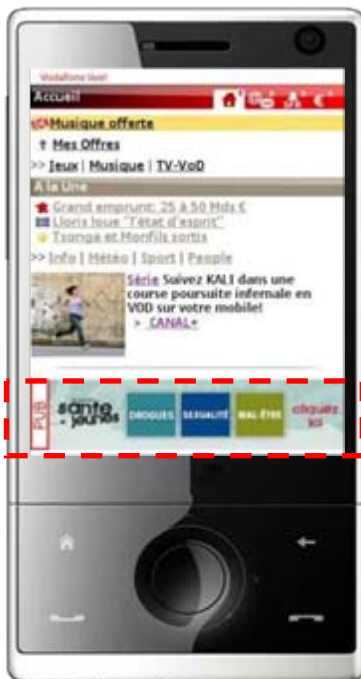 Vodafone live!
Accueil
Musique offerte
Mes Offres
>> Jeux | Musique | TV-VoD
A la Une
Grand emprunt: 25 à 50 Mds €
Lloris loue "l'état d'esprit"
Tsonga et Monfils sortis
>> Info | Météo | Sport | People
Série Suivez KALI dans une
course poursuite infernale en
VOD sur votre mobile!
> CANAL+
PUB
santé
jeunes
DROGUES
SEXUALITÉ
MAL-ÊTRE
cliquez
ici